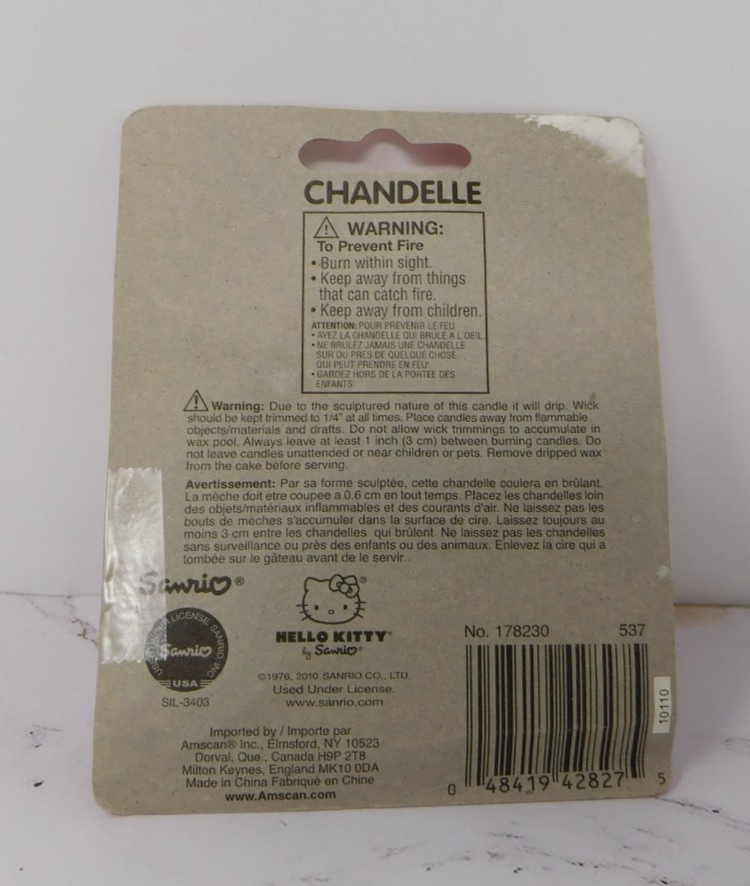 CHANDELLE
⚠ WARNING:
To Prevent Fire
• Burn within sight.
• Keep away from things
that can catch fire.
• Keep away from children.
ATTENTION: POUR PREVENIR LE FEU
• AYEZ LA CHANDELLE QUI BRULE A L'OEIL
• NE BRULEZ JAMAIS UNE CHANDELLE
SUR OU PRES DE QUELQUE CHOSE
QUI PEUT PRENDRE EN FEU
• GARDEZ HORS DE LA PORTEE DES
ENFANTS
⚠ Warning: Due to the sculptured nature of this candle it will drip. Wick
should be kept trimmed to 1/4" at all times. Place candles away from flammable
objects/materials and drafts. Do not allow wick trimmings to accumulate in
wax pool. Always leave at least 1 inch (3 cm) between burning candles. Do
not leave candles unattended or near children or pets. Remove dripped wax
from the cake before serving.
Avertissement: Par sa forme sculptée, cette chandelle coulera en brûlant.
La mèche doit etre coupee a 0.6 cm en tout temps. Placez les chandelles loin
des objets/matériaux inflammables et des courants d'air. Ne laissez pas les
bouts de mèches s'accumuler dans la surface de cire. Laissez toujours au
moins 3 cm entre les chandelles qui brûlent. Ne laissez pas les chandelles
sans surveillance ou près des enfants ou des animaux. Enlevez la cire qui a
tombée sur le gâteau avant de le servir.
Sanrio®
LICENSE SANRIO INC.
Sanrio
USA
SIL-3403
HELLO KITTY®
by Sanrio®
©1976, 2010 SANRIO CO., LTD.
Used Under License.
www.sanrio.com
Imported by / Importe par
Amscan® Inc., Elmsford, NY 10523
Dorval, Que., Canada H9P 2T8
Milton Keynes, England MK10 0DA
Made in China Fabriqué en Chine
www.Amscan.com
No. 178230 537
10110
0 48419 42827 5